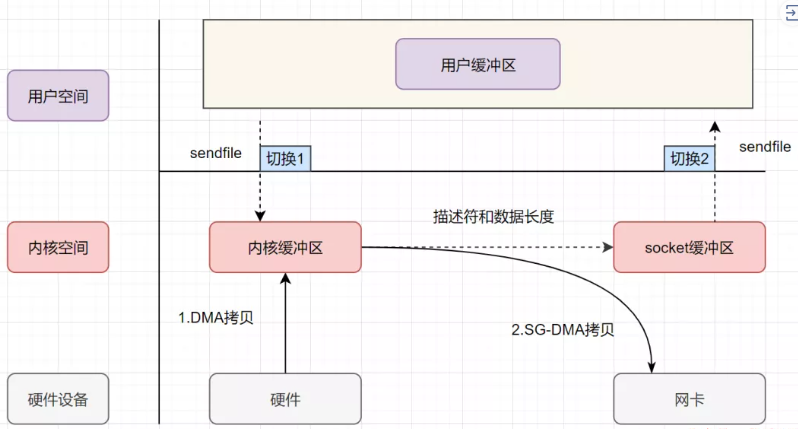 用户缓冲区
用户空间
sendfile
切换1
切换2
sendfile
描述符和数据长度
内核空间
内核缓冲区
socket缓冲区
1.DMA拷贝
2.SG-DMA拷贝
硬件设备
硬件
网卡